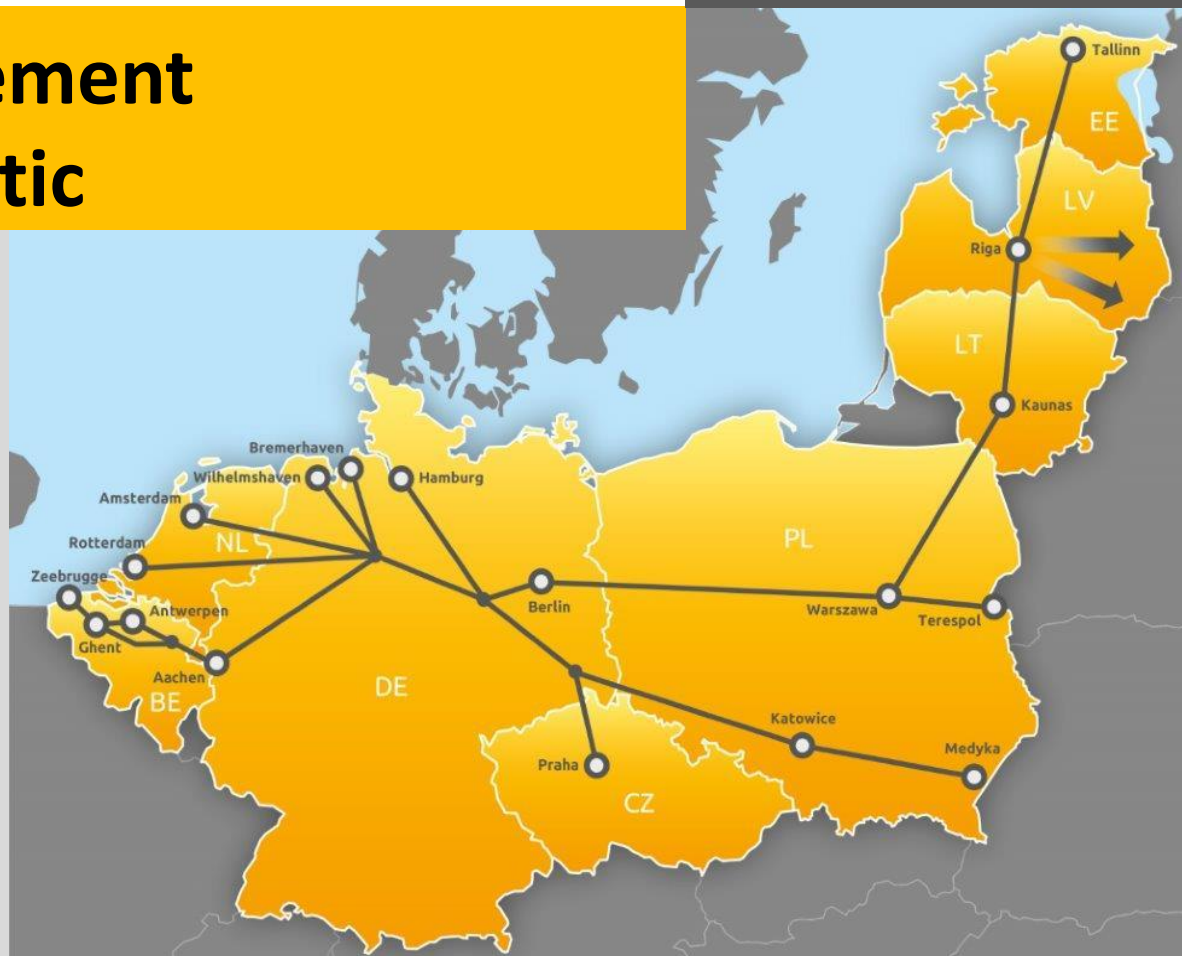 ement
tic
Tallinn
EE
LV
Riga
LT
Kaunas
Bremerhaven
Wilhelmshaven
Hamburg
Amsterdam
Rotterdam
NL
PL
Zeebrugge
Antwerpen
Berlin
Warszawa
Terespol
Ghent
Aachen
BE
DE
Katowice
Medyka
Praha
CZ